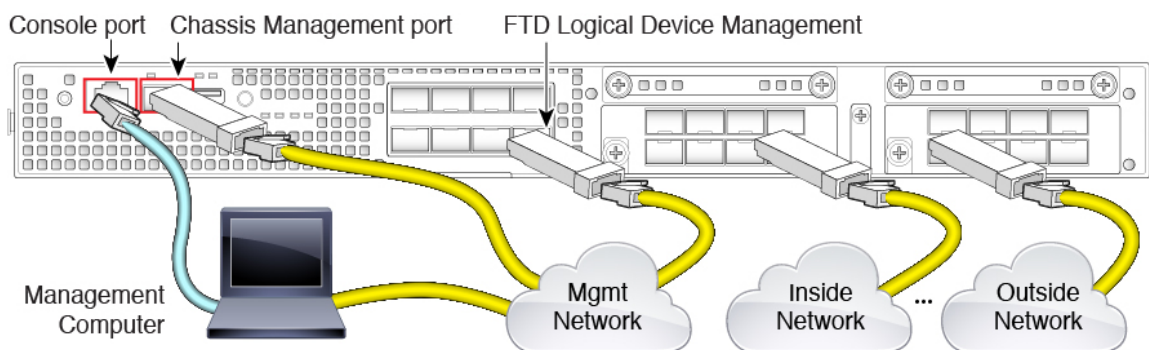 Console port
Chassis Management port
FTD Logical Device Management
Management
Computer
Mgmt
Network
Inside
Network
...
Outside
Network